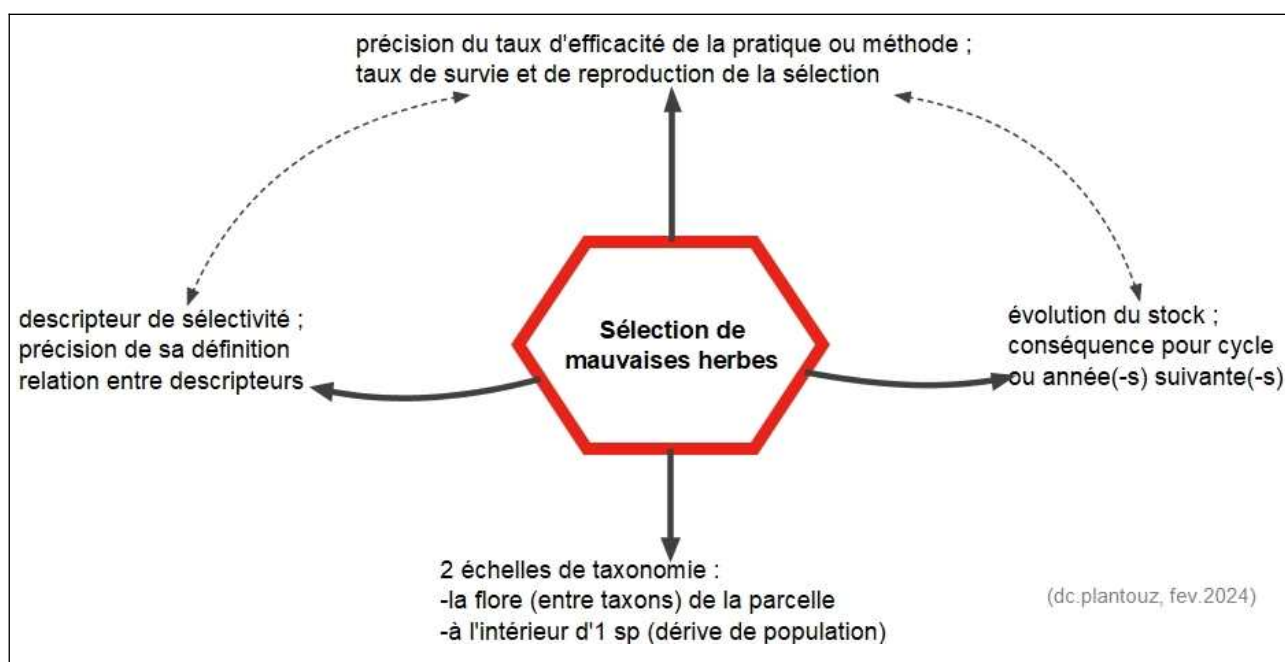 précision du taux d'efficacité de la pratique ou méthode ;
taux de survie et de reproduction de la sélection
descripteur de sélectivité ;
précision de sa définition
relation entre descripteurs
Sélection de
mauvaises herbes
évolution du stock ;
conséquence pour cycle
ou année(-s) suivante(-s)
2 échelles de taxonomie :
-la flore (entre taxons) de la parcelle
-à l'intérieur d'1 sp (dérive de population)
(dc.plantouz, fev.2024)